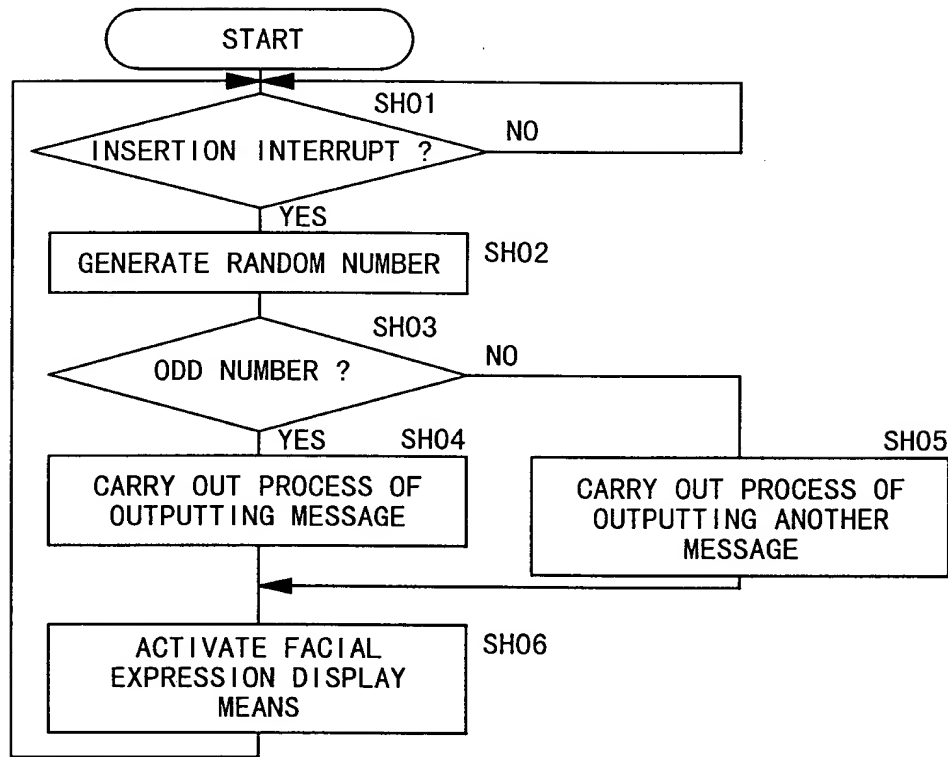 START
SH01
INSERTION INTERRUPT ?
NO
YES
GENERATE RANDOM NUMBER
SH02
SH03
ODD NUMBER ?
NO
YES
SH04
SH05
CARRY OUT PROCESS OF
OUTPUTTING MESSAGE
CARRY OUT PROCESS OF
OUTPUTTING ANOTHER
MESSAGE
ACTIVATE FACIAL
EXPRESSION DISPLAY
MEANS
SH06